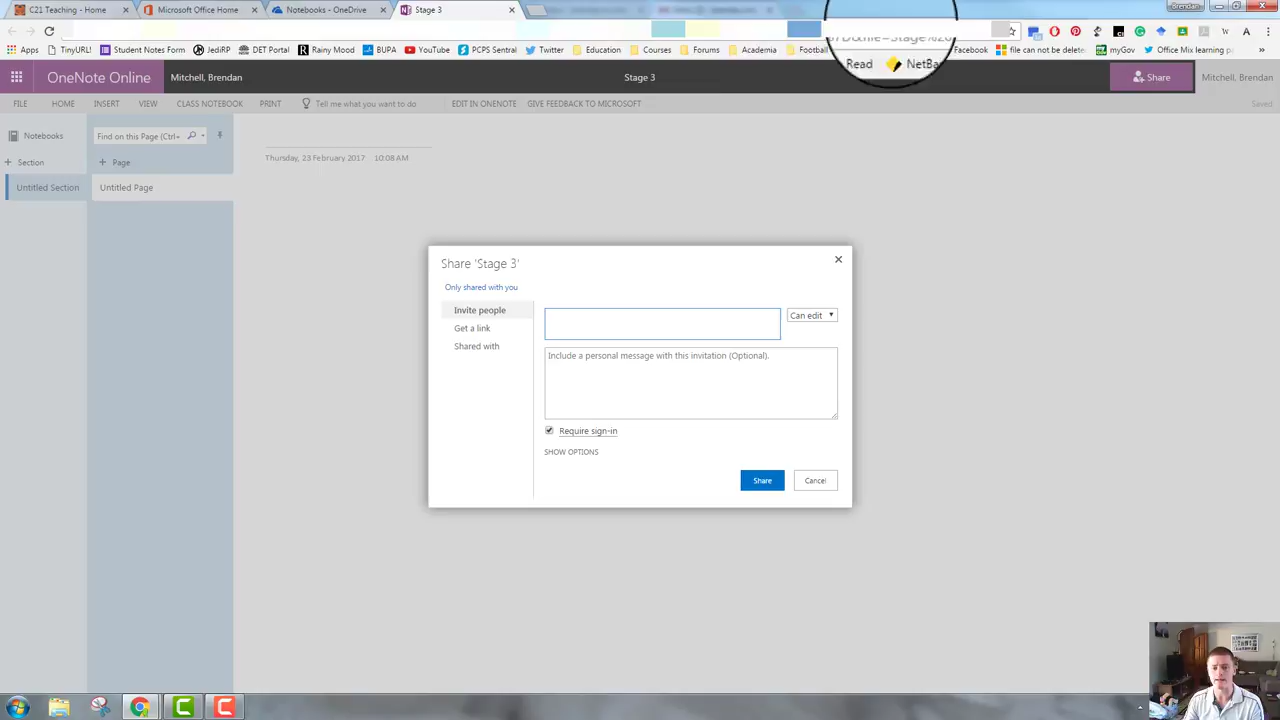 C21 Teaching - Home
Microsoft Office Home
Notebooks - OneDrive
Stage 3
Brendan
Apps
TinyURL!
Student Notes Forms
JediRP
DET Portal
Rainy Mood
BUPA
YouTube
PCPS Sentral
Twitter
Education
Courses
Forums
Academia
Football
Read
NetBa
Facebook
file can not be delete
myGov
Office Mix learning p
OneNote Online
Mitchell, Brendan
Stage 3
Share
Mitchell, Brendan
FILE
HOME
INSERT
VIEW
CLASS NOTEBOOK
PRINT
Tell me what you want to do
EDIT IN ONENOTE
GIVE FEEDBACK TO MICROSOFT
Saved
Notebooks
Find on this Page (Ctrl+
+ Section
+ Page
Untitled Section
Untitled Page
Thursday, 23 February 2017 10:08 AM
Share 'Stage 3'
Only shared with you
Invite people
Get a link
Shared with
Can edit
Include a personal message with this invitation (Optional).
Require sign-in
SHOW OPTIONS
Share
Cancel